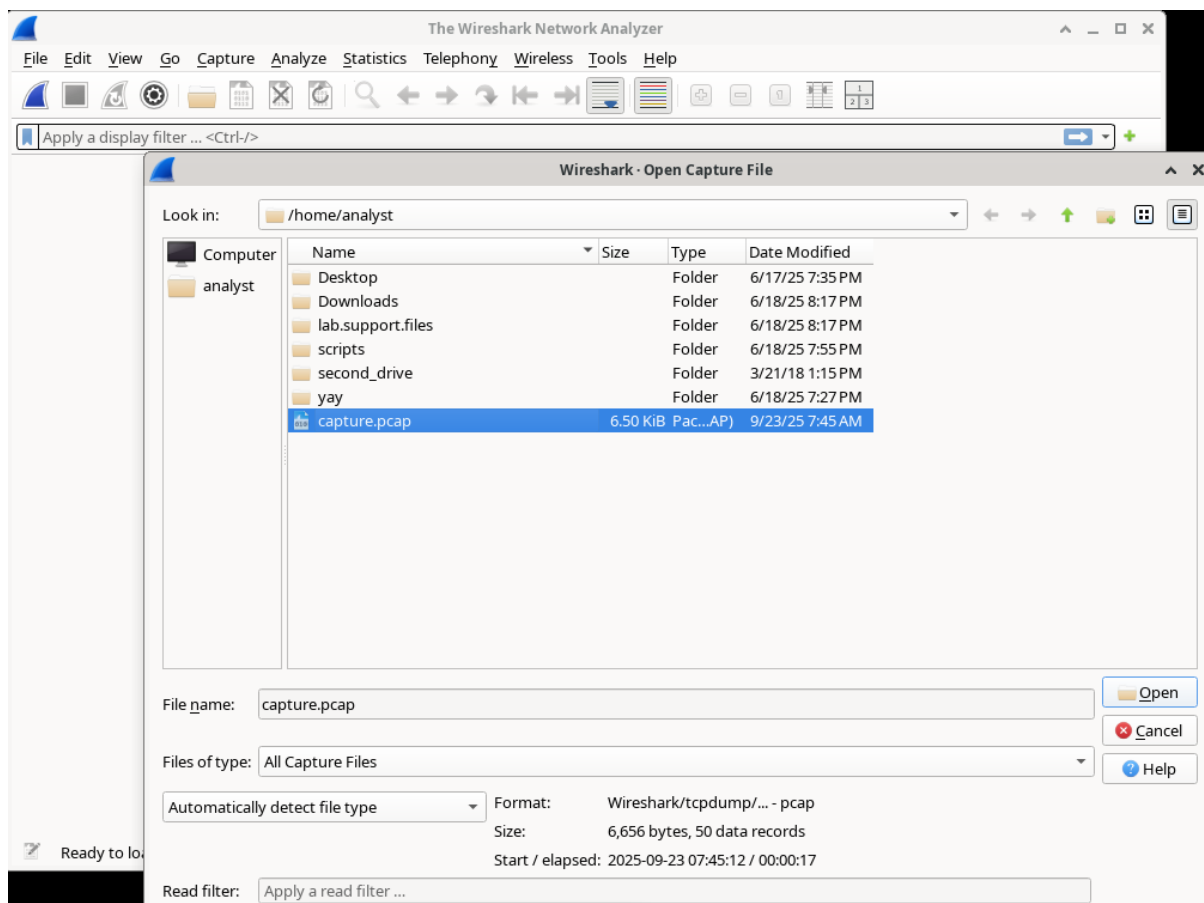 The Wireshark Network Analyzer
File Edit View Go Capture Analyze Statistics Telephony Wireless Tools Help
Apply a display filter ... <Ctrl-/>
Wireshark · Open Capture File
Look in: /home/analyst
Computer
analyst
Name Size Type Date Modified
Desktop Folder 6/17/25 7:35 PM
Downloads Folder 6/18/25 8:17 PM
lab.support.files Folder 6/18/25 8:17 PM
scripts Folder 6/18/25 7:55 PM
second_drive Folder 3/21/18 1:15 PM
yay Folder 6/18/25 7:27 PM
capture.pcap 6.50 KiB Pac...AP) 9/23/25 7:45 AM
File name: capture.pcap
Open
Cancel
Files of type: All Capture Files
Help
Automatically detect file type
Format: Wireshark/tcpdump/... - pcap
Size: 6,656 bytes, 50 data records
Start / elapsed: 2025-09-23 07:45:12 / 00:00:17
Ready to loa
Read filter: Apply a read filter ...